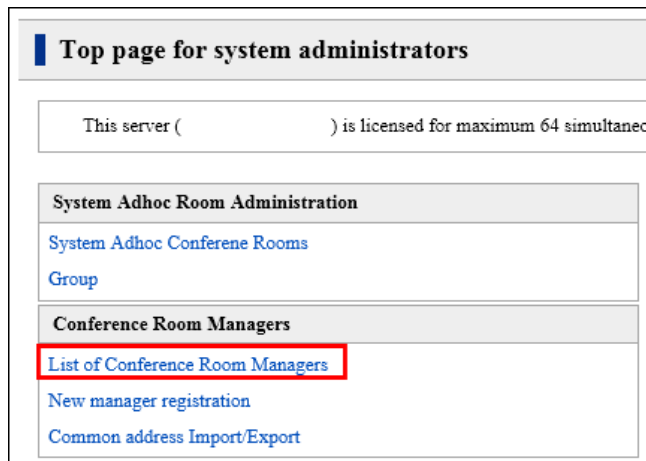 Top page for system administrators
This server ( ) is licensed for maximum 64 simultanec
System Adhoc Room Administration
System Adhoc Conferene Rooms
Group
Conference Room Managers
List of Conference Room Managers
New manager registration
Common address Import/Export